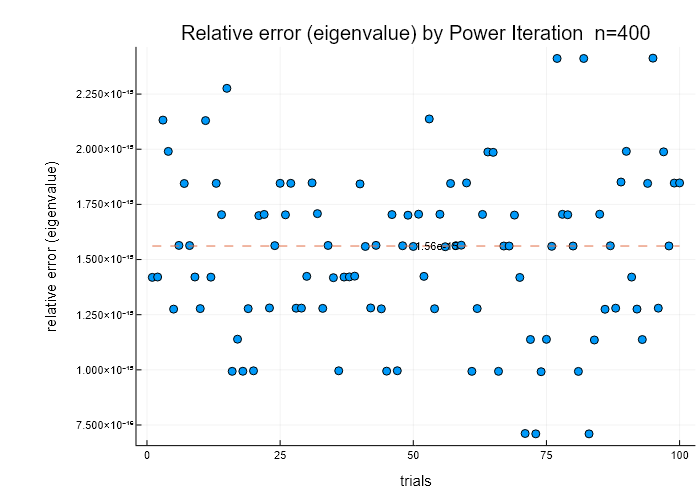 Relative error (eigenvalue) by Power Iteration n=400
relative error (eigenvalue)
2.250×10⁻¹⁵
2.000×10⁻¹⁵
1.750×10⁻¹⁵
1.500×10⁻¹⁵
1.250×10⁻¹⁵
1.000×10⁻¹⁵
7.500×10⁻¹⁶
1.56e-15
0 25 50 75 100
trials